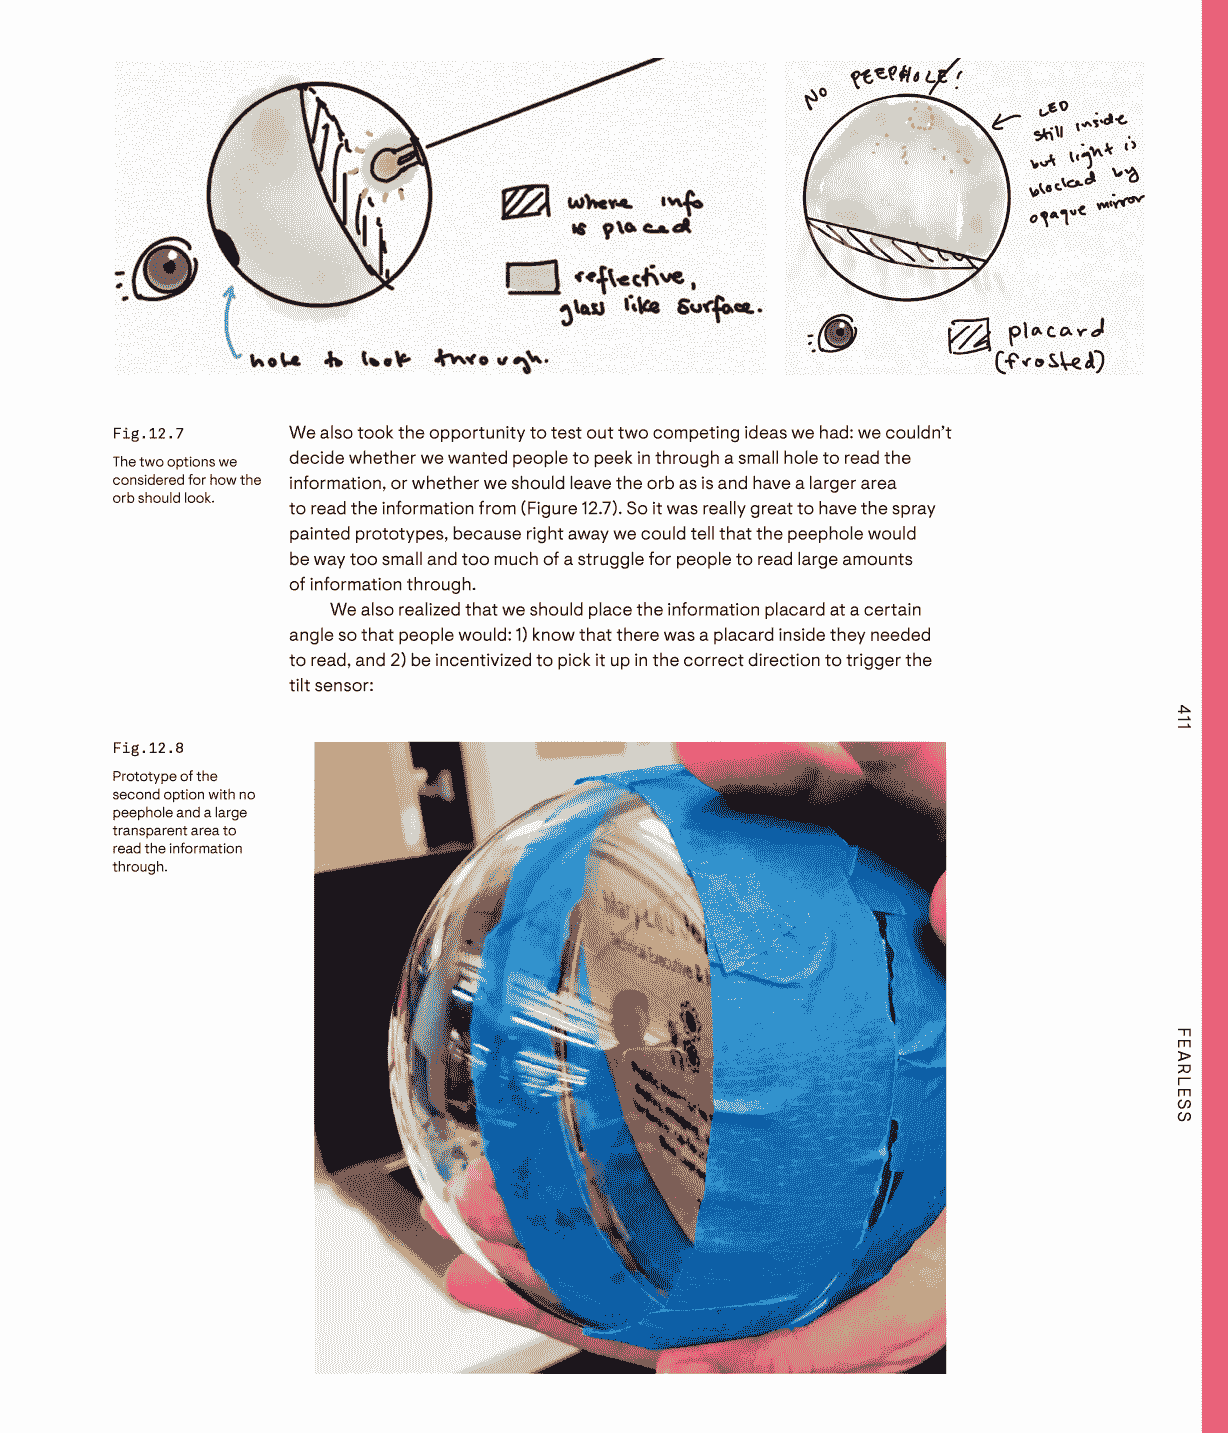 where info
is placed
reflective,
glass like surface.
hole to look through.
NO PEEPHOLE!
LED
still inside
but light is
blocked by
opaque mirror
placard
(frosted)
Fig.12.7
The two options we
considered for how the
orb should look.
We also took the opportunity to test out two competing ideas we had: we couldn't
decide whether we wanted people to peek in through a small hole to read the
information, or whether we should leave the orb as is and have a larger area
to read the information from (Figure 12.7). So it was really great to have the spray
painted prototypes, because right away we could tell that the peephole would
be way too small and too much of a struggle for people to read large amounts
of information through.
We also realized that we should place the information placard at a certain
angle so that people would: 1) know that there was a placard inside they needed
to read, and 2) be incentivized to pick it up in the correct direction to trigger the
tilt sensor:
411
Fig.12.8
Prototype of the
second option with no
peephole and a large
transparent area to
read the information
through.
FEARLESS